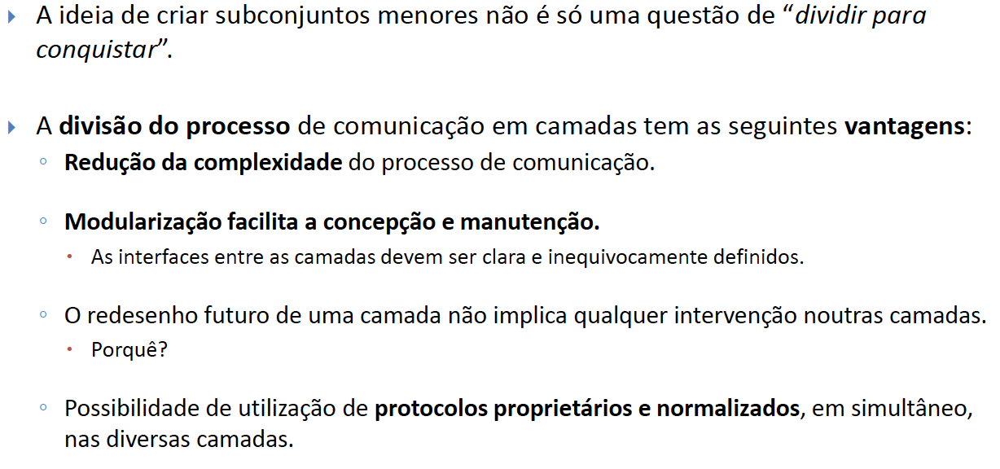 A ideia de criar subconjuntos menores não é só uma questão de “dividir para
conquistar”.
A divisão do processo de comunicação em camadas tem as seguintes vantagens:
Redução da complexidade do processo de comunicação.
Modularização facilita a concepção e manutenção.
As interfaces entre as camadas devem ser clara e inequivocamente definidos.
O redesenho futuro de uma camada não implica qualquer intervenção noutras camadas.
Porquê?
Possibilidade de utilização de protocolos proprietários e normalizados, em simultâneo,
nas diversas camadas.